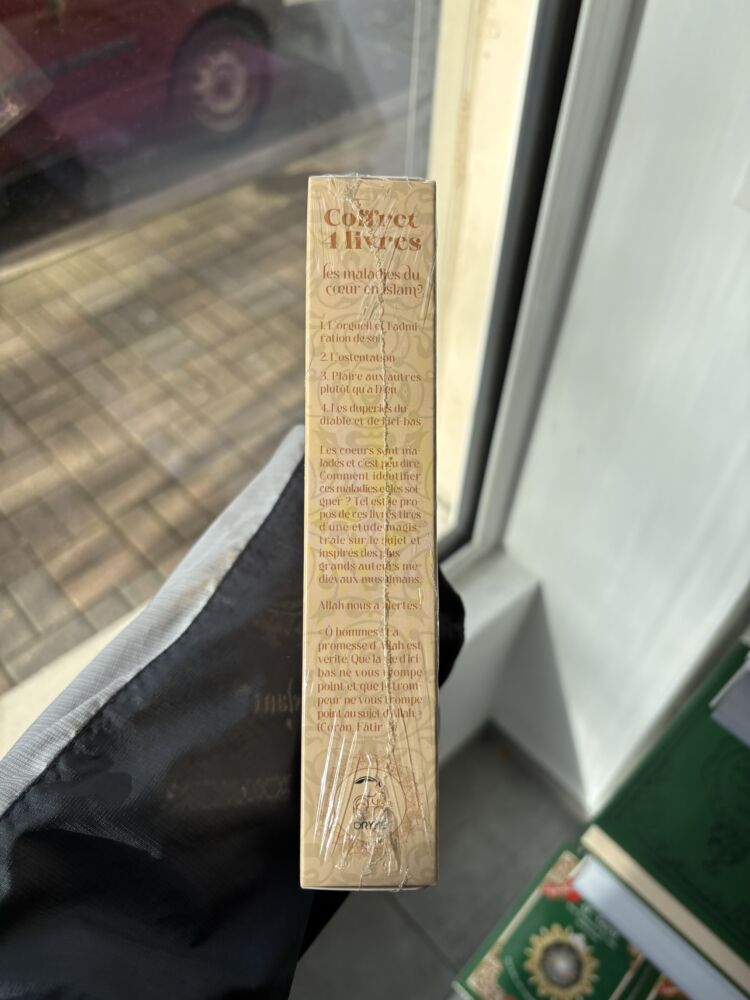 Coffret
4 livres
les maladies du
cœur en islam?
1. L'orgueil et l'admi
ration de soi
2. L'ostentation
3. Plaire aux autres
plutôt qu'à Dieu
4. Les duperies du
diable et de l'ici-bas
Les coeurs sont ma-
lades et c'est peu dire.
Comment identifier
ces maladies et les soi-
gner ? Tel est le pro-
pos de ces livres tirés
d'une étude magis-
trale sur le sujet et
inspirés des plus
grands auteurs mé-
diévaux musulmans.
Allah nous a alertés :
« Ô hommes ! La
promesse d'Allah est
vérité. Que la vie d'ici-
bas ne vous trompe
point et que le trom-
peur ne vous trompe
point au sujet d'Allah »
(Coran, Fâtir